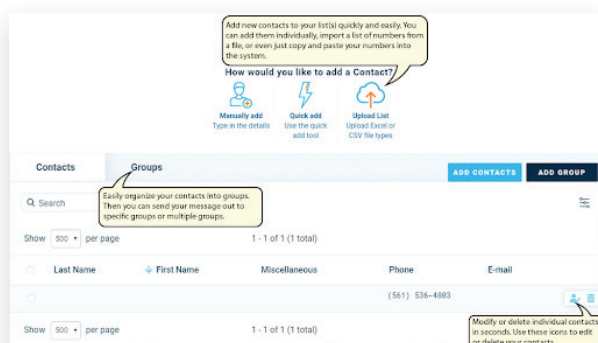 Add new contacts to your list(s) quickly and easily. You
can add them individually, import a list of numbers from
a file, or even just copy and paste your numbers into
the system.
How would you like to add a Contact?
Manually add Quick add Upload List
Type in the details Use the quick Upload Excel or
add tool CSV file types
Contacts Groups ADD CONTACTS ADD GROUP
Easily organize your contacts into groups.
Then you can send your message out to
specific groups or multiple groups.
Search
Show 500 per page 1 - 1 of 1 (1 total)
Last Name First Name Miscellaneous Phone E-mail
(561) 536-4803
Modify or delete individual contacts
in seconds. Use these icons to edit
or delete your contacts.
Show 500 per page 1 - 1 of 1 (1 total)